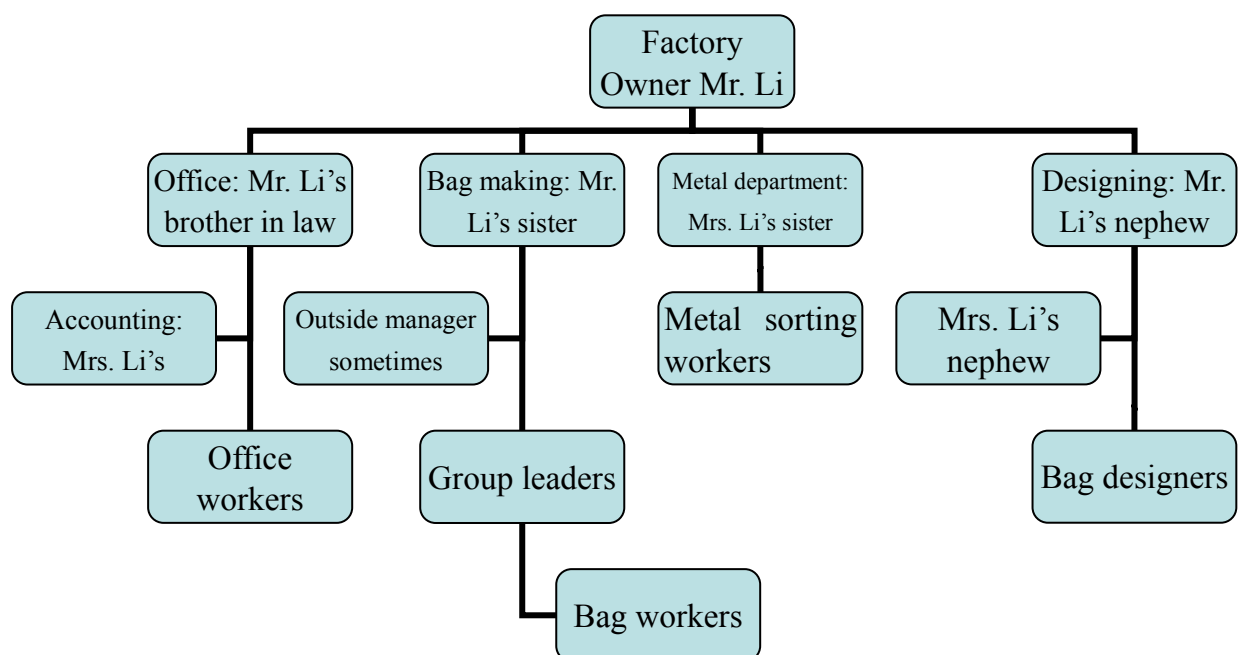 Factory
Owner Mr. Li
Office: Mr. Li’s
brother in law
Bag making: Mr.
Li’s sister
Metal department:
Mrs. Li’s sister
Designing: Mr.
Li’s nephew
Accounting:
Mrs. Li’s
Outside manager
sometimes
Metal sorting
workers
Mrs. Li’s
nephew
Office
workers
Group leaders
Bag designers
Bag workers